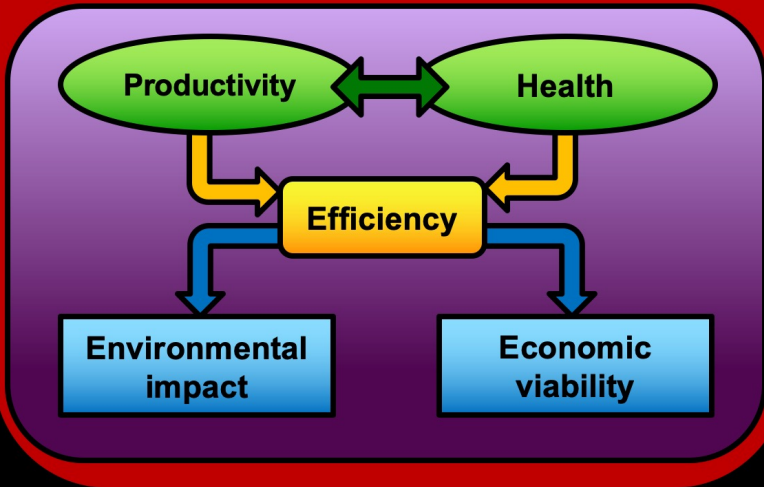 Productivity
Health
Efficiency
Environmental
impact
Economic
viability